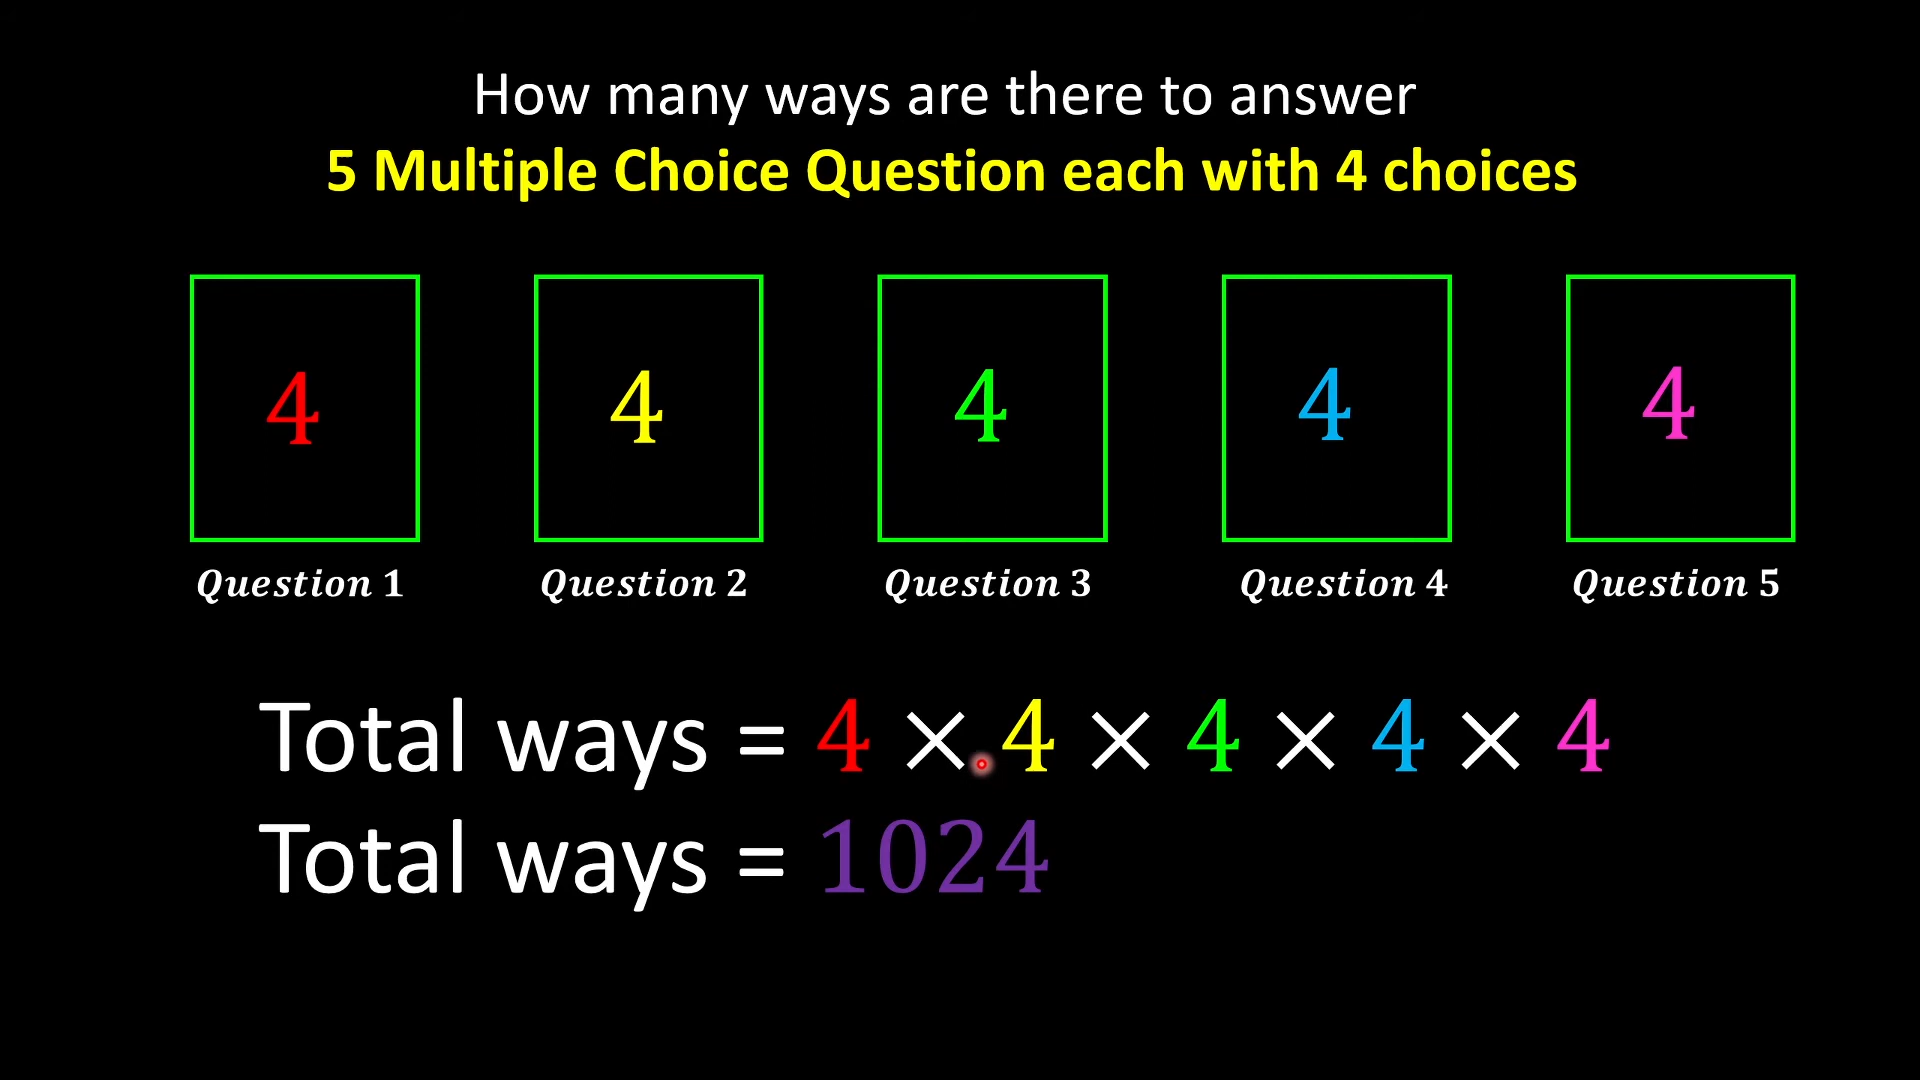 How many ways are there to answer
5 Multiple Choice Question each with 4 choices
4 4 4 4 4
Question 1 Question 2 Question 3 Question 4 Question 5
Total ways = 4 × 4 × 4 × 4 × 4
Total ways = 1024